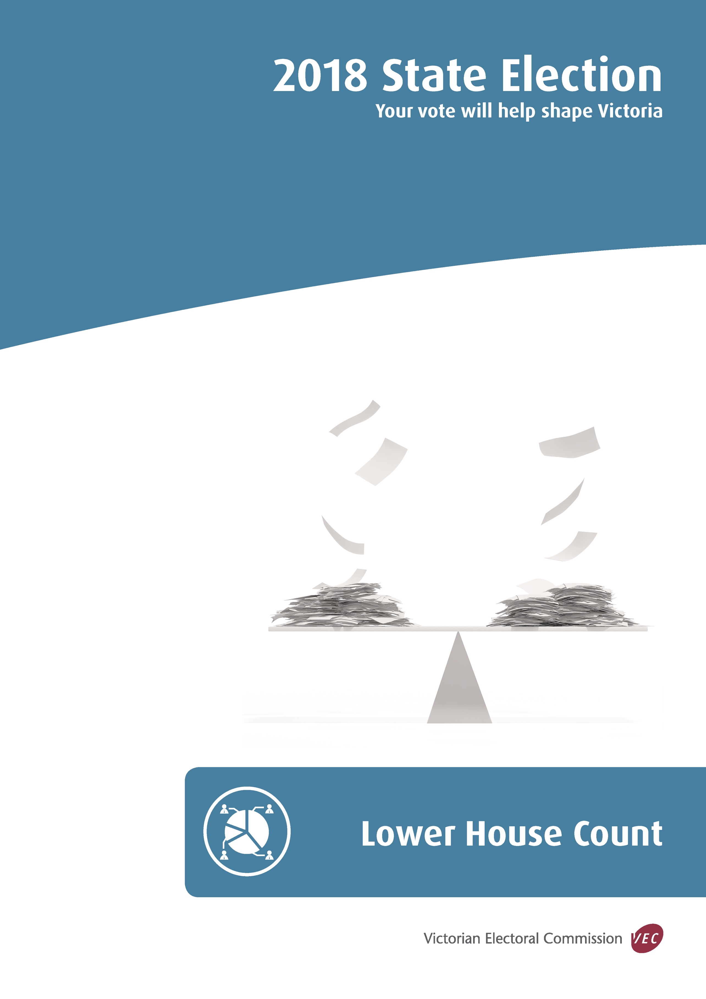 2018 State Election
Your vote will help shape Victoria
Lower House Count
Victorian Electoral Commission VEC